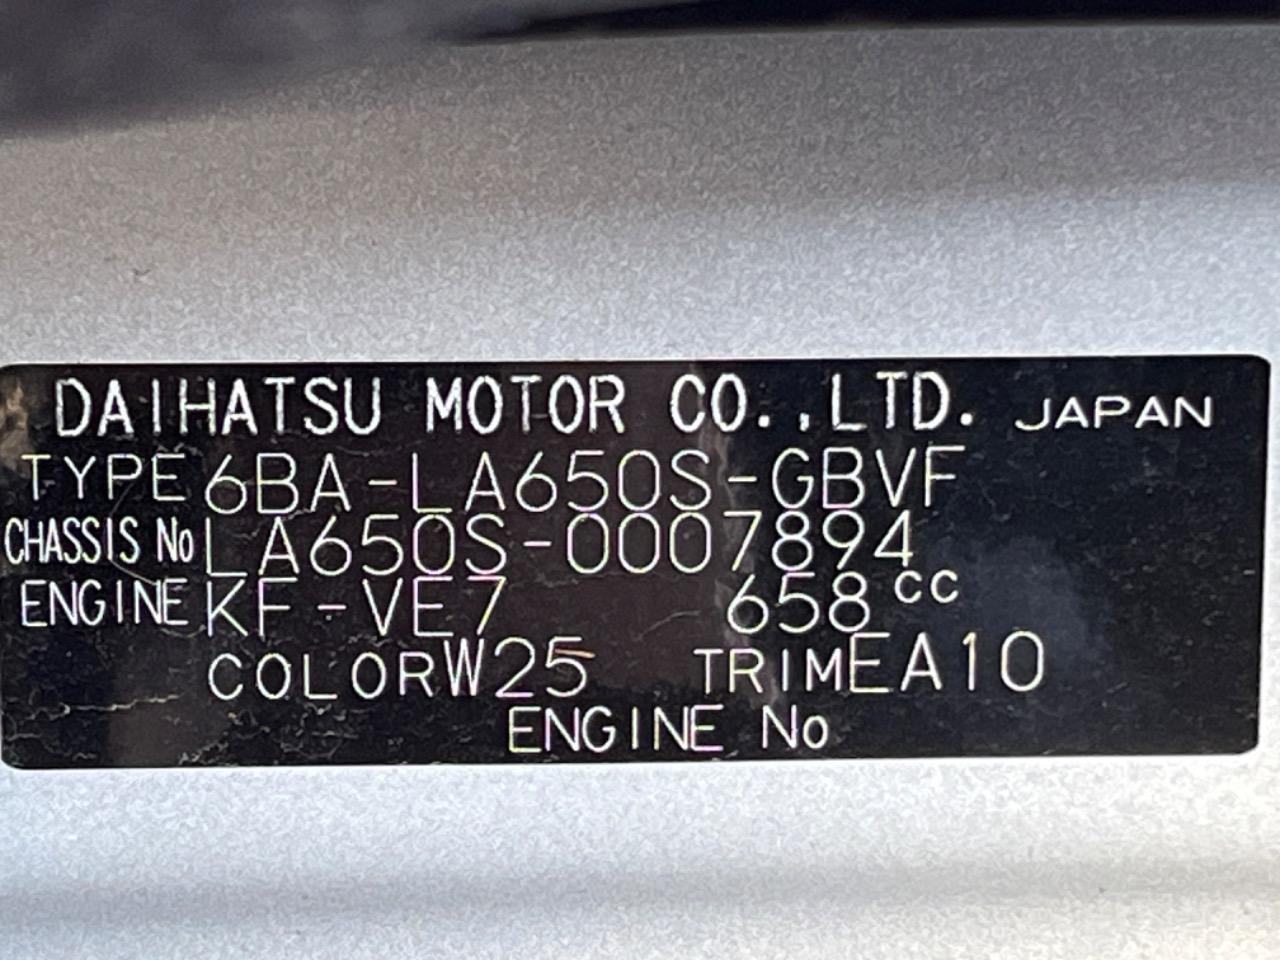 DAIHATSU MOTOR CO.,LTD. JAPAN
TYPE 6BA-LA650S-GBVF
CHASSIS No LA650S-0007894
ENGINE KF-VE7 658cc
COLOR W25 TRIM EA10
ENGINE No